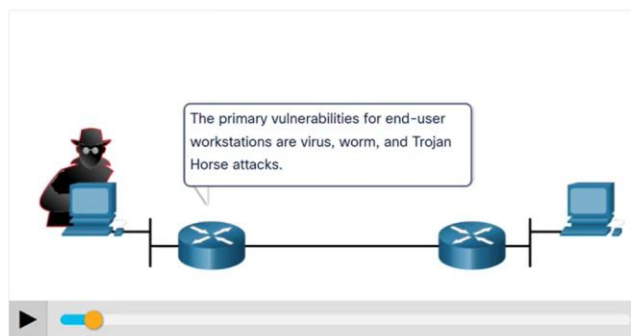 The primary vulnerabilities for end-user
workstations are virus, worm, and Trojan
Horse attacks.